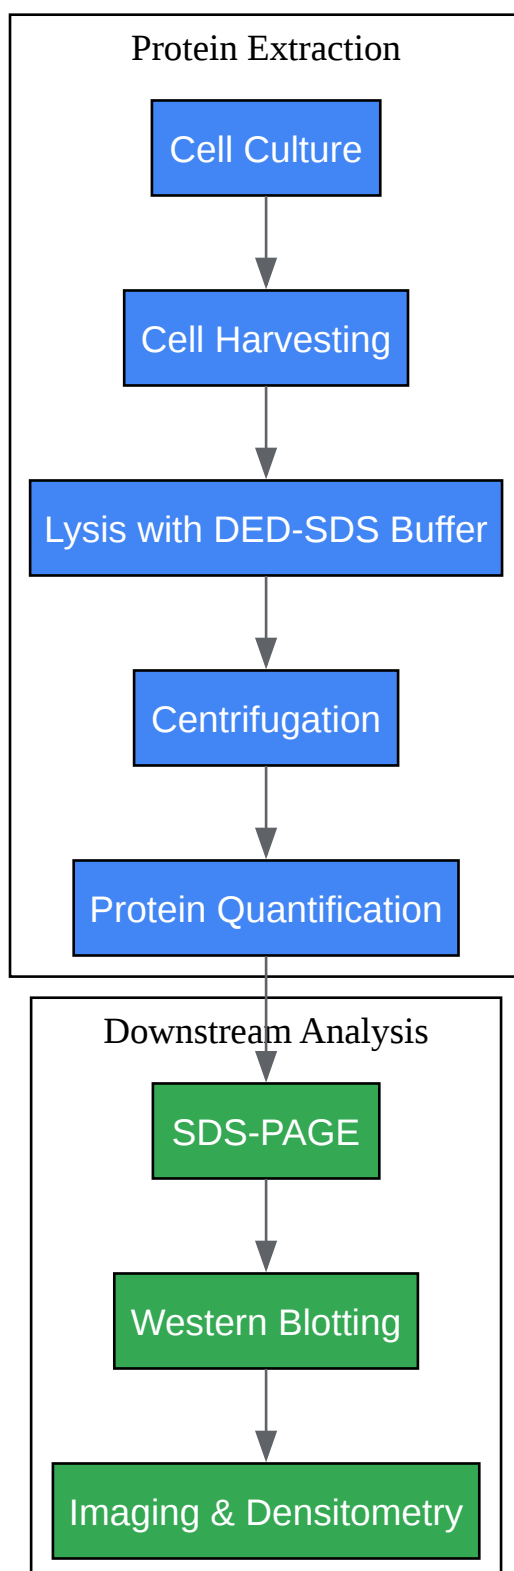 Protein Extraction
Cell Culture
Cell Harvesting
Lysis with DED-SDS Buffer
Centrifugation
Protein Quantification
Downstream Analysis
SDS-PAGE
Western Blotting
Imaging & Densitometry